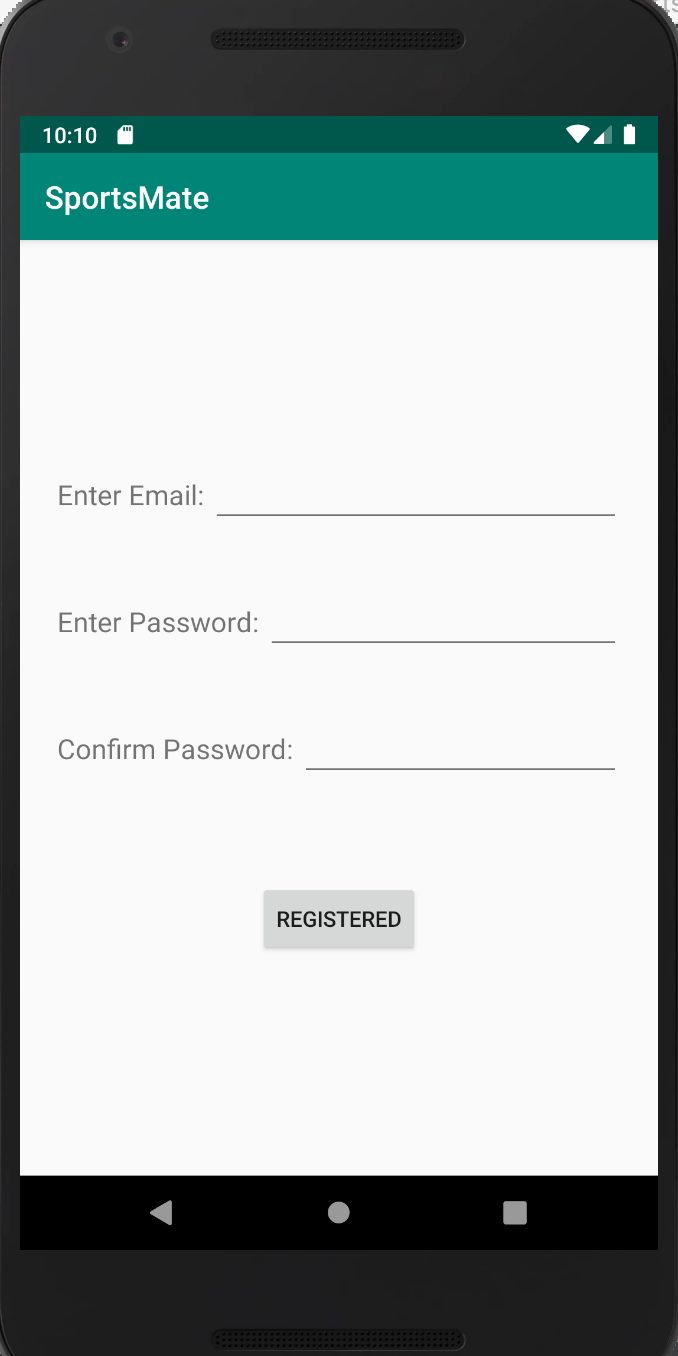 10:10
SportsMate
Enter Email:
Enter Password:
Confirm Password:
REGISTERED